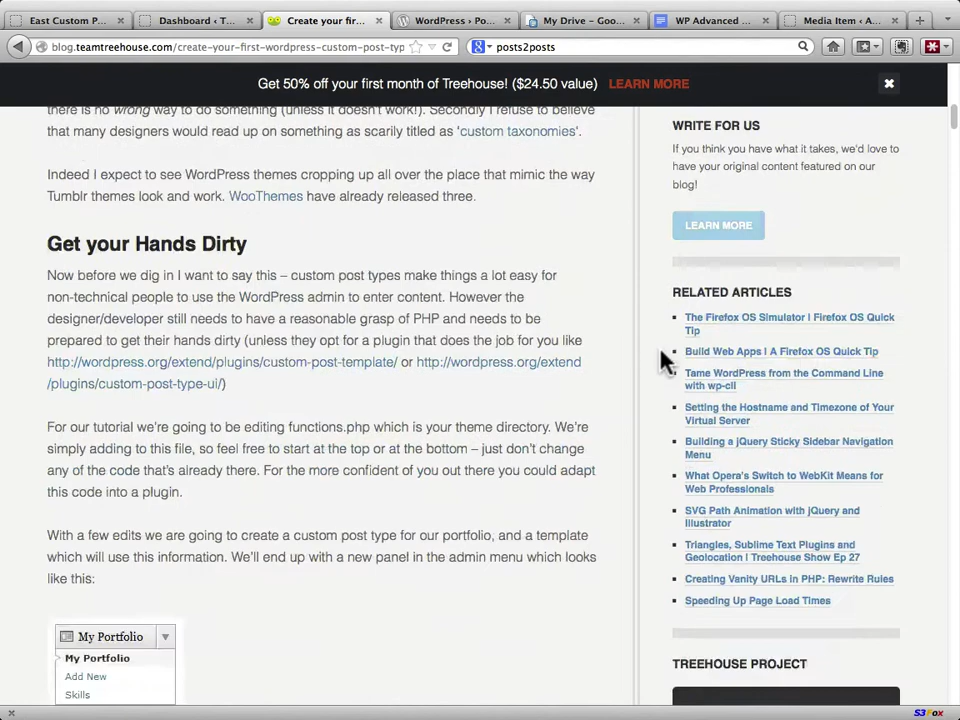 East Custom P...
Dashboard ‹ T...
Create your fir...
WordPress › Po...
My Drive – Goo...
WP Advanced ...
Media Item ‹ A...
blog.teamtreehouse.com/create-your-first-wordpress-custom-post-typ
posts2posts
Get 50% off your first month of Treehouse! ($24.50 value) LEARN MORE
there is no wrong way to do something (unless it doesn't work!). Secondly I refuse to believe
that many designers would read up on something as scarily titled as 'custom taxonomies'.
Indeed I expect to see WordPress themes cropping up all over the place that mimic the way
Tumblr themes look and work. WooThemes have already released three.
Get your Hands Dirty
Now before we dig in I want to say this – custom post types make things a lot easy for
non-technical people to use the WordPress admin to enter content. However the
designer/developer still needs to have a reasonable grasp of PHP and needs to be
prepared to get their hands dirty (unless they opt for a plugin that does the job for you like
http://wordpress.org/extend/plugins/custom-post-template/ or http://wordpress.org/extend
/plugins/custom-post-type-ui/)
For our tutorial we're going to be editing functions.php which is your theme directory. We're
simply adding to this file, so feel free to start at the top or at the bottom – just don't change
any of the code that's already there. For the more confident of you out there you could adapt
this code into a plugin.
With a few edits we are going to create a custom post type for our portfolio, and a template
which will use this information. We'll end up with a new panel in the admin menu which looks
like this:
My Portfolio
My Portfolio
Add New
Skills
WRITE FOR US
If you think you have what it takes, we'd love to
have your original content featured on our
blog!
LEARN MORE
RELATED ARTICLES
The Firefox OS Simulator | Firefox OS Quick
Tip
Build Web Apps | A Firefox OS Quick Tip
Tame WordPress from the Command Line
with wp-cli
Setting the Hostname and Timezone of Your
Virtual Server
Building a jQuery Sticky Sidebar Navigation
Menu
What Opera's Switch to WebKit Means for
Web Professionals
SVG Path Animation with jQuery and
Illustrator
Triangles, Sublime Text Plugins and
Geolocation | Treehouse Show Ep 27
Creating Vanity URLs in PHP: Rewrite Rules
Speeding Up Page Load Times
TREEHOUSE PROJECT
S3Fox